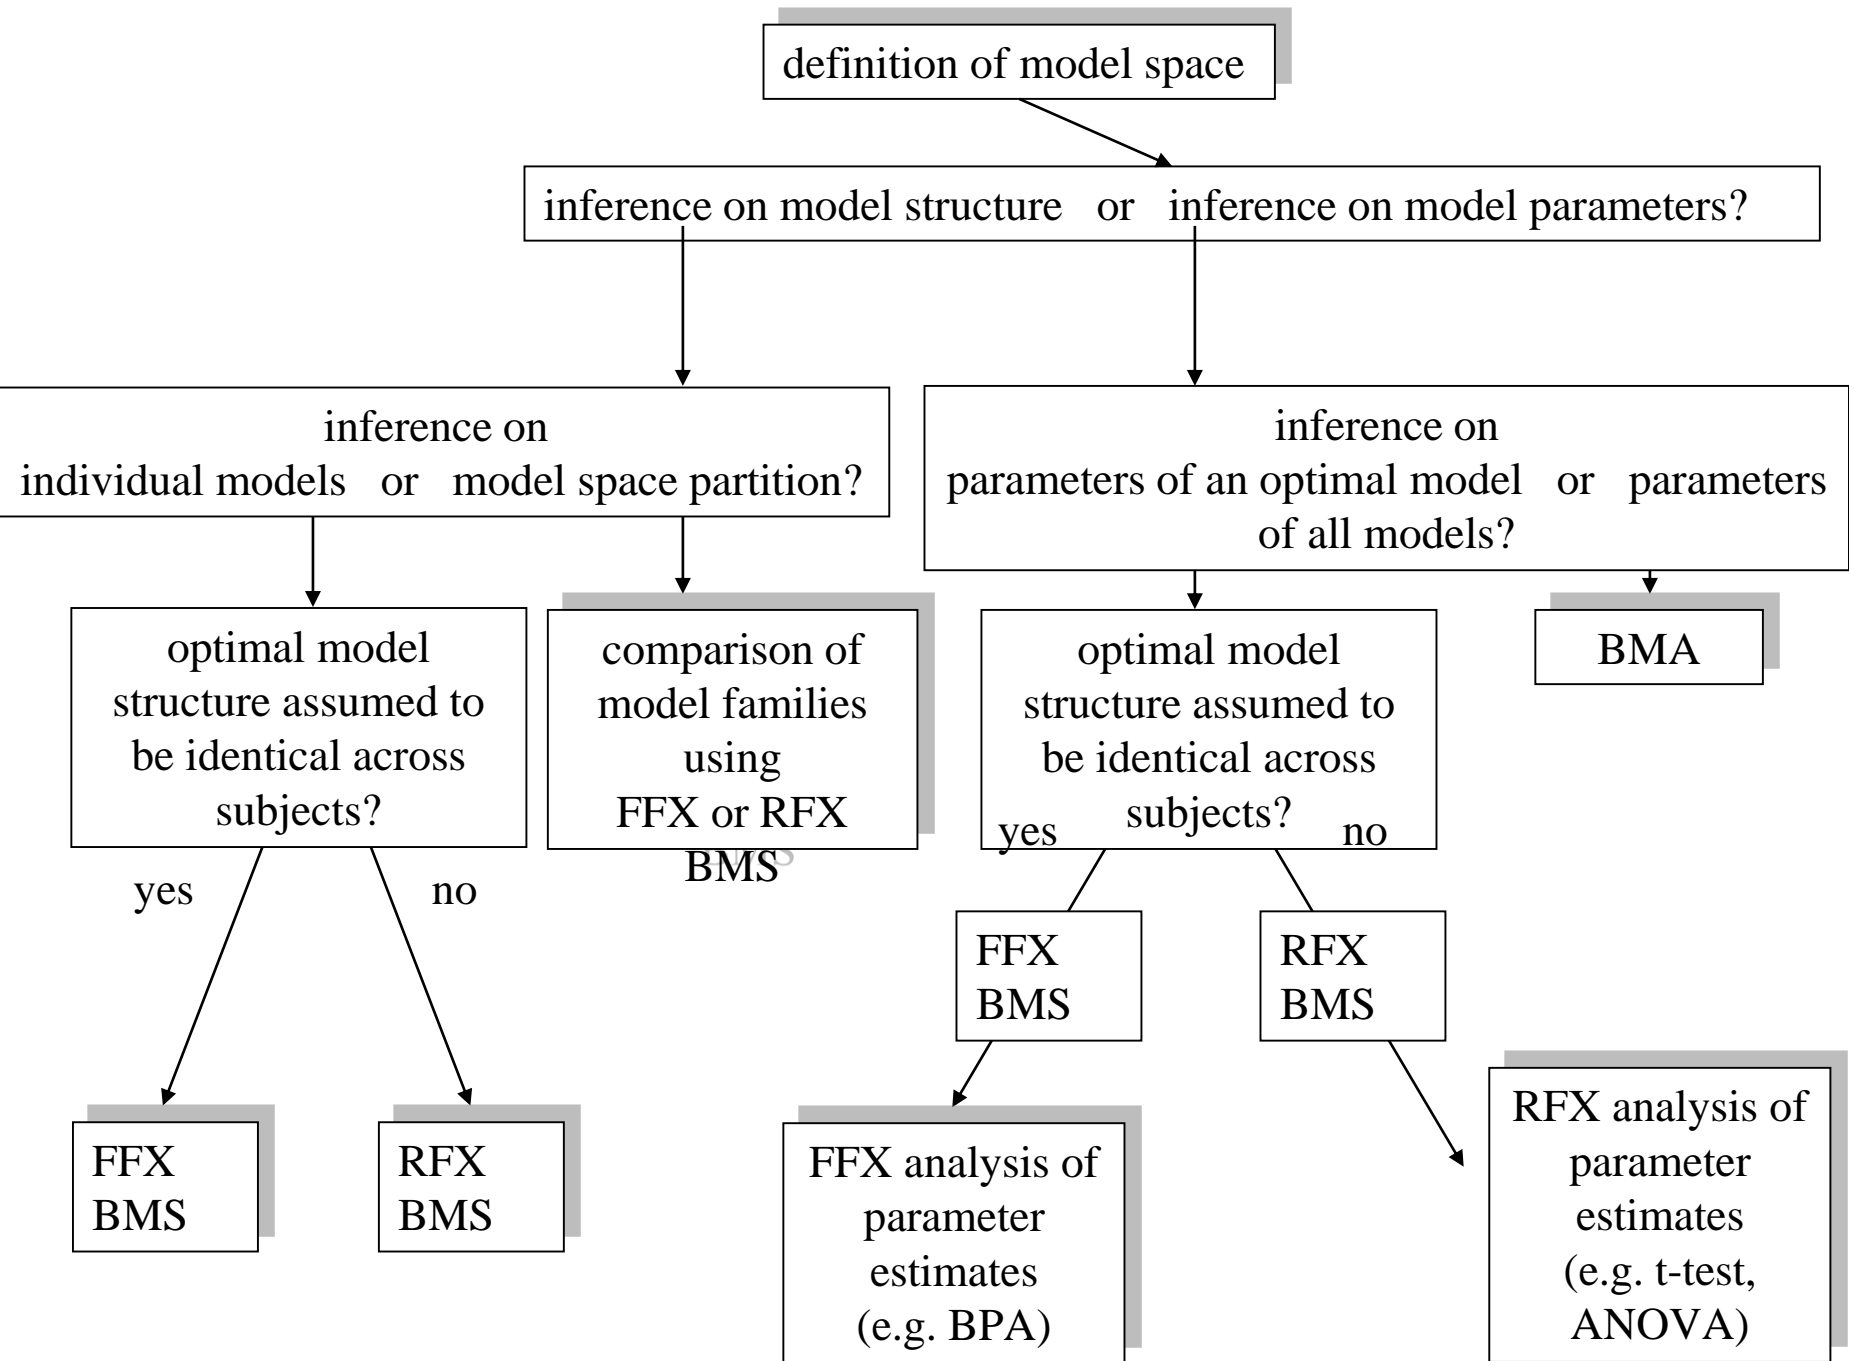 definition of model space
inference on model structure or inference on model parameters?
inference on
individual models or model space partition?
inference on
parameters of an optimal model or parameters
of all models?
optimal model
structure assumed to
be identical across
subjects?
comparison of
model families
using
FFX or RFX
BMS
optimal model
structure assumed to
be identical across
subjects?
BMA
yes
no
yes
no
FFX
BMS
RFX
BMS
FFX
BMS
RFX
BMS
FFX analysis of
parameter
estimates
(e.g. BPA)
RFX analysis of
parameter
estimates
(e.g. t-test,
ANOVA)